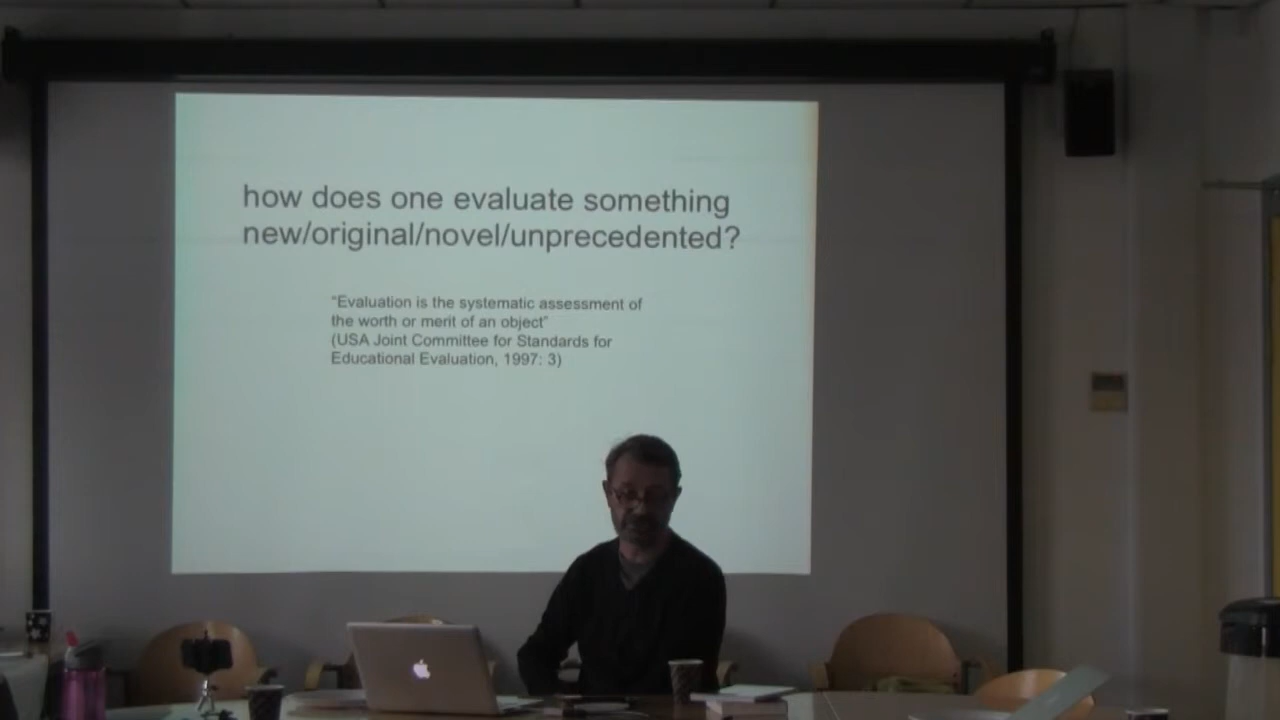 how does one evaluate something
new/original/novel/unprecedented?
“Evaluation is the systematic assessment of
the worth or merit of an object”
(USA Joint Committee for Standards for
Educational Evaluation, 1997: 3)